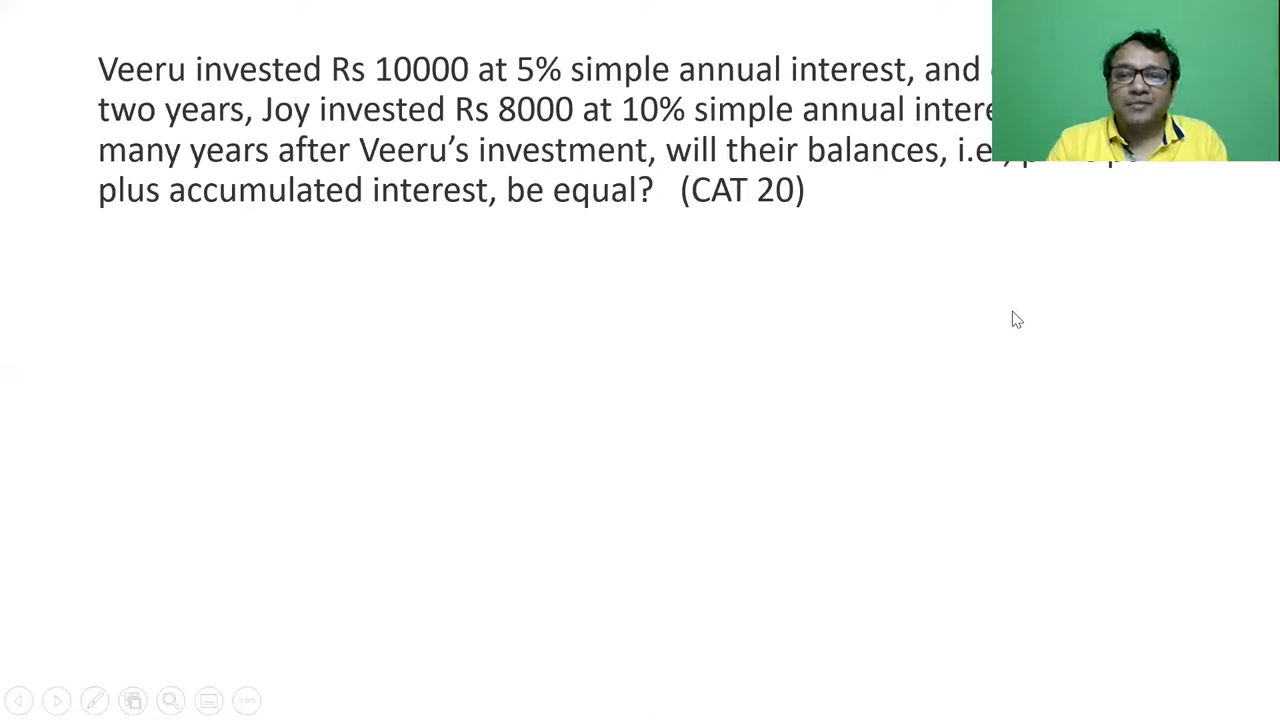 Veeru invested Rs 10000 at 5% simple annual interest, and
two years, Joy invested Rs 8000 at 10% simple annual
many years after Veeru's investment, will their balances, i.e.,
plus accumulated interest, be equal? (CAT 20)